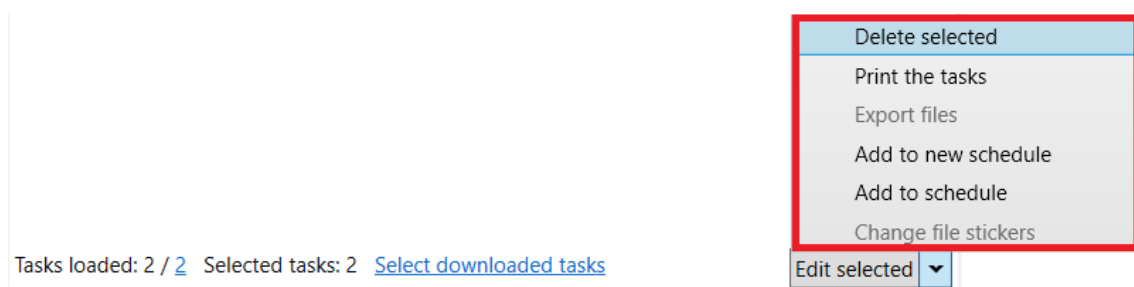 Delete selected
Print the tasks
Export files
Add to new schedule
Add to schedule
Change file stickers
Tasks loaded: 2 / 2 Selected tasks: 2 Select downloaded tasks Edit selected